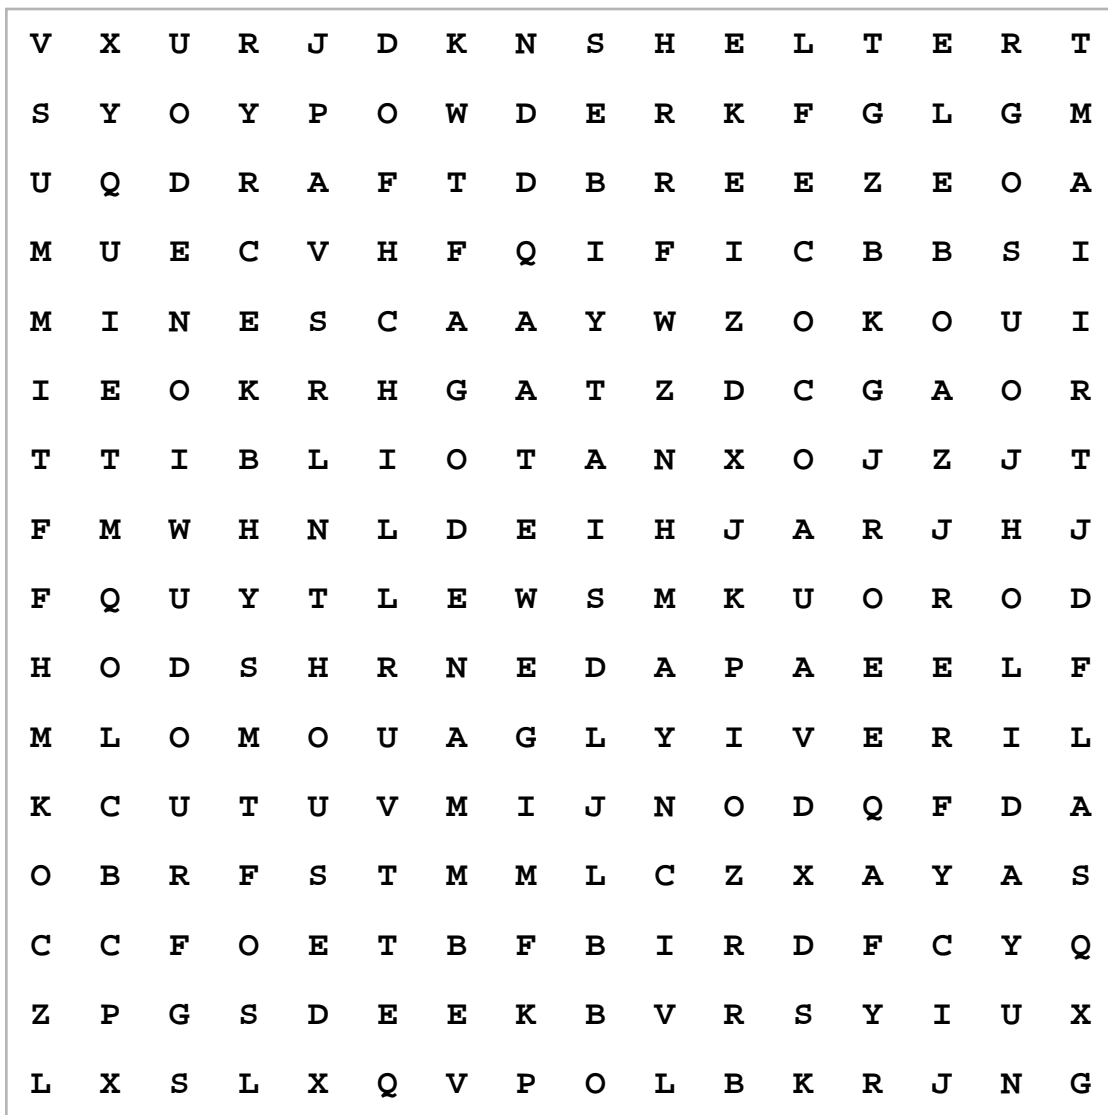 V X U R J D K N S H E L T E R T
S Y O Y P O W D E R K F G L G M
U Q D R A F T D B R E E Z E O A
M U E C V H F Q I F I C B B S I
M I N E S C A A Y W Z O K O U I
I E O K R H G A T Z D C G A O R
T T I B L I O T A N X O J Z J T
F M W H N L D E I H J A R J H J
F Q U Y T L E W S M K U O R O D
H O D S H R N E D A P A E E L F
M L O M O U A G L Y I V E R I L
K C U T U V M I J N O D Q F D A
O B R F S T M M L C Z X A Y A S
C C F O E T B F B I R D F C Y Q
Z P G S D E E K B V R S Y I U X
L X S L X Q V P O L B K R J N G